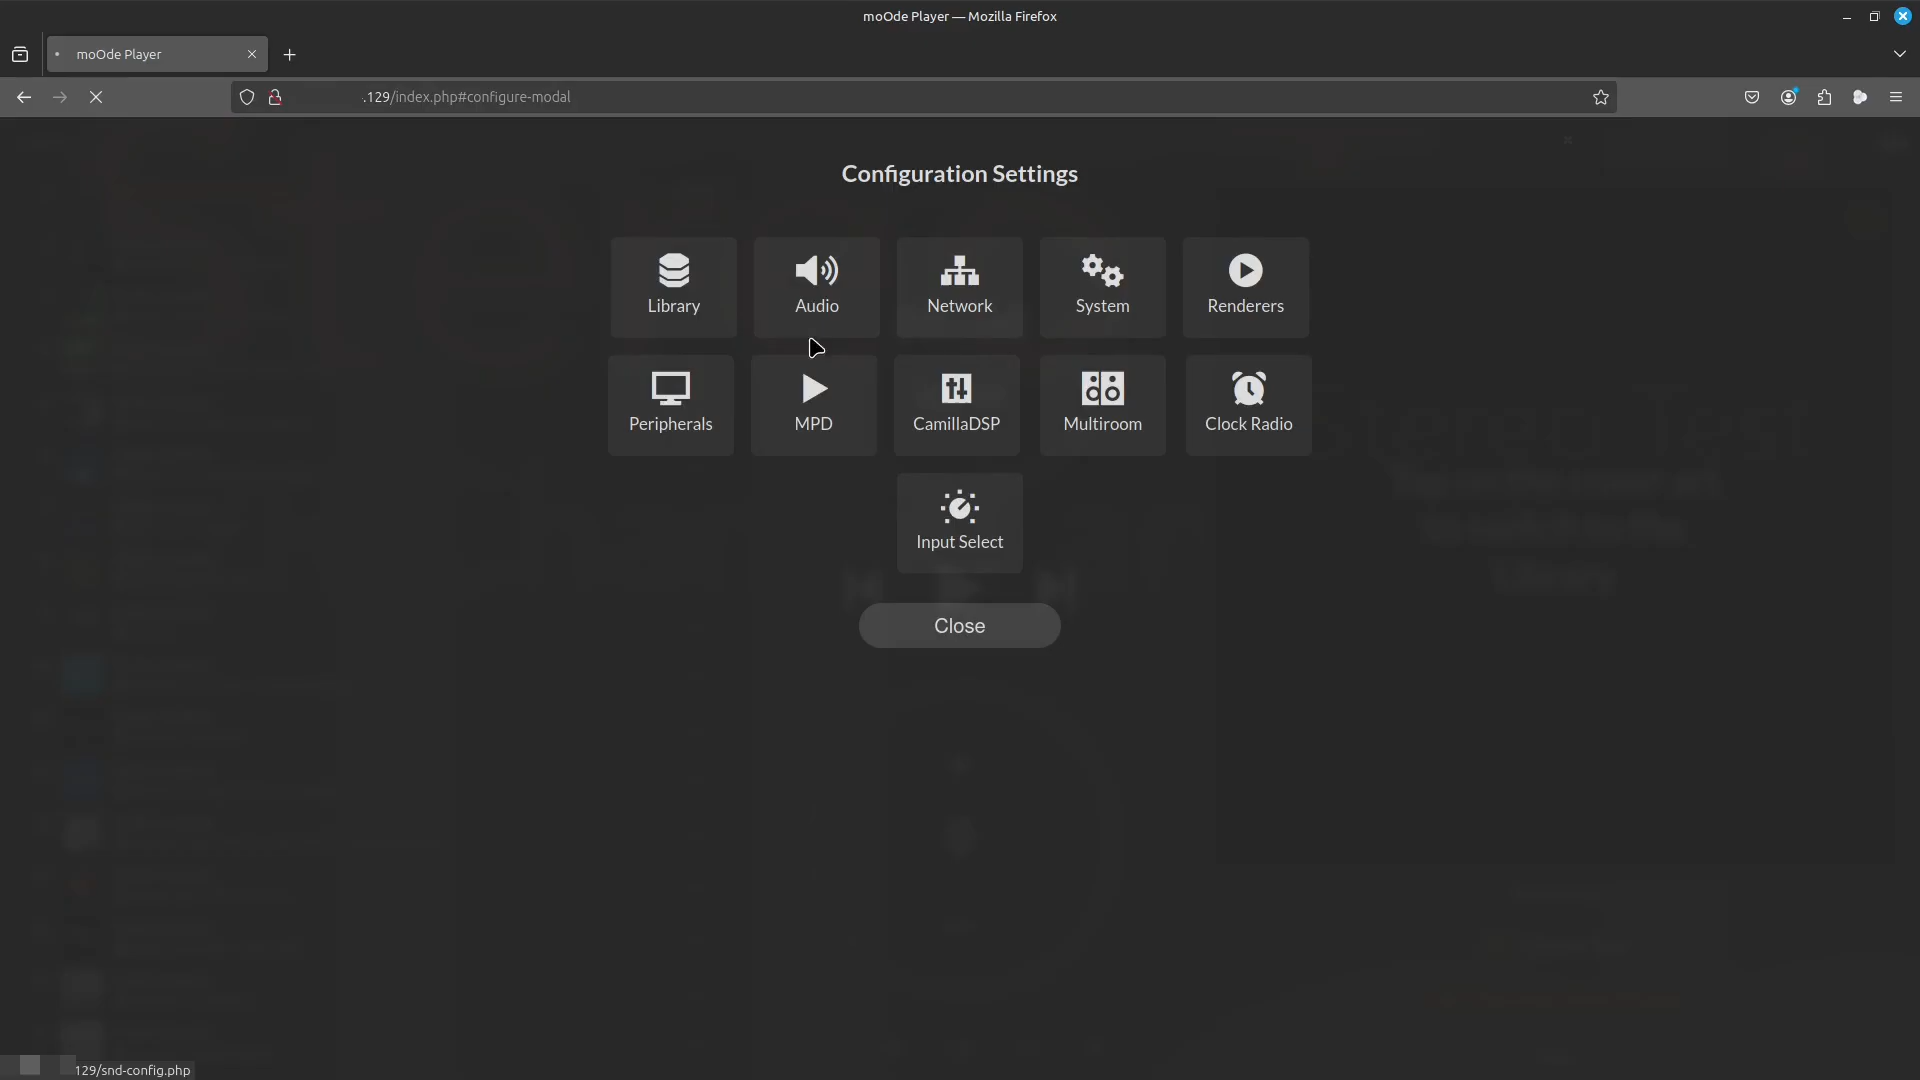 moOde Player — Mozilla Firefox
moOde Player
.129/index.php#configure-modal
Configuration Settings
Library
Audio
Network
System
Renderers
Peripherals
MPD
CamillaDSP
Multiroom
Clock Radio
Input Select
Close
129/snd-config.php